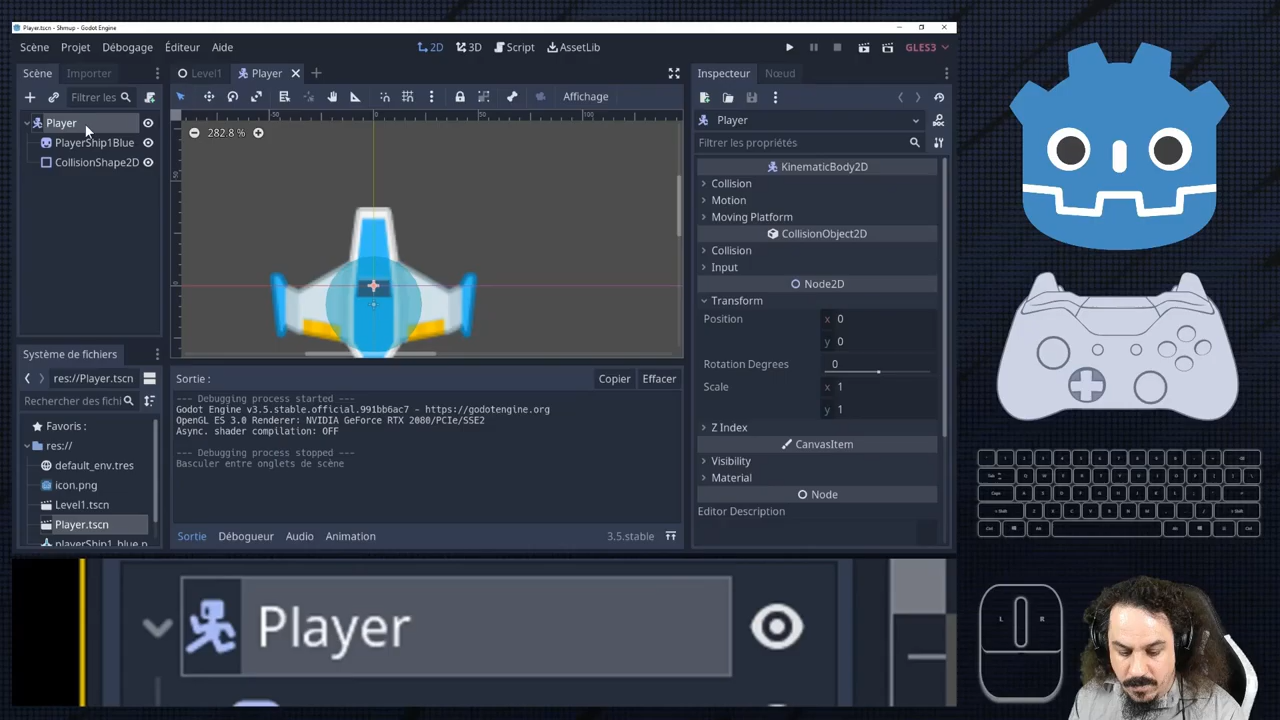 Player.tscn - Shmup - Godot Engine
Scène Projet Débogage Éditeur Aide
2D 3D Script AssetLib
GLES3
Scène Importer
Level1 Player
Inspecteur Nœud
Filtrer les
282.8 %
Affichage
Player
PlayerShip1Blue
CollisionShape2D
Player
Filtrer les propriétés
KinematicBody2D
Collision
Motion
Moving Platform
CollisionObject2D
Collision
Input
Node2D
Transform
Position x 0
y 0
Rotation Degrees 0
Scale x 1
y 1
Z Index
CanvasItem
Visibility
Material
Node
Editor Description
Système de fichiers
res://Player.tscn
Rechercher des fichi
Favoris :
res://
default_env.tres
icon.png
Level1.tscn
Player.tscn
playerShip1_blue.p
Sortie : Copier Effacer
--- Debugging process started ---
Godot Engine v3.5.stable.official.991bb6ac7 - https://godotengine.org
OpenGL ES 3.0 Renderer: NVIDIA GeForce RTX 2080/PCIe/SSE2
Async. shader compilation: OFF
--- Debugging process stopped ---
Basculer entre onglets de scène
Sortie Débogueur Audio Animation 3.5.stable
Player
L R